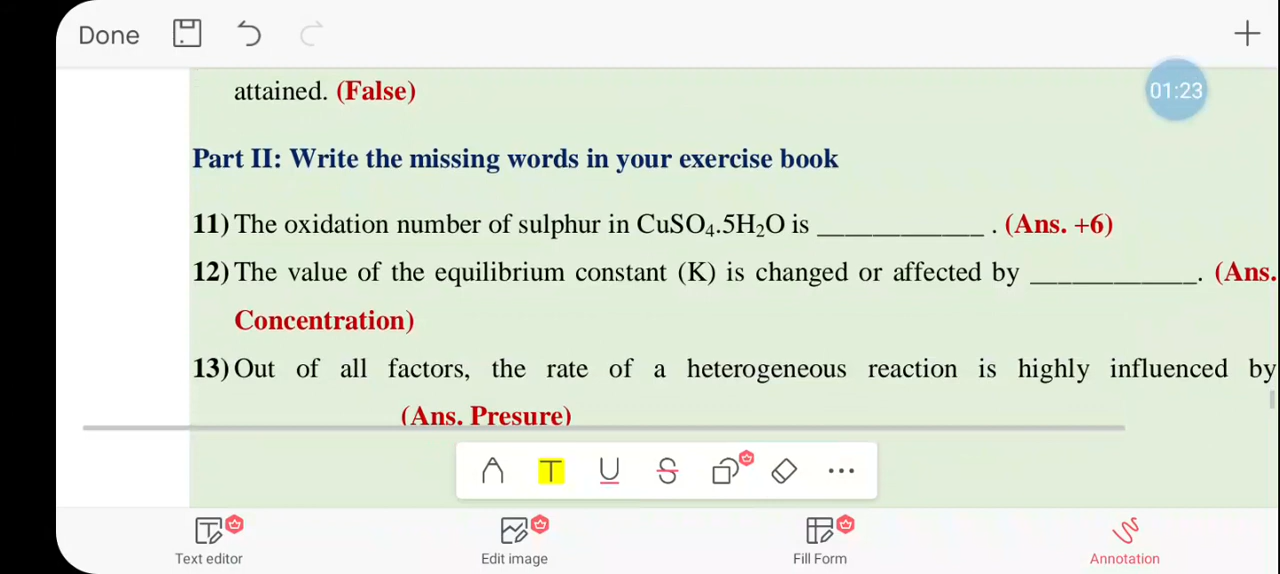 Done
01:23
attained. (False)
Part II: Write the missing words in your exercise book
11) The oxidation number of sulphur in CuSO₄.5H₂O is ____________ . (Ans. +6)
12) The value of the equilibrium constant (K) is changed or affected by ____________. (Ans.
Concentration)
13) Out of all factors, the rate of a heterogeneous reaction is highly influenced by
(Ans. Presure)
Text editor
Edit image
Fill Form
Annotation